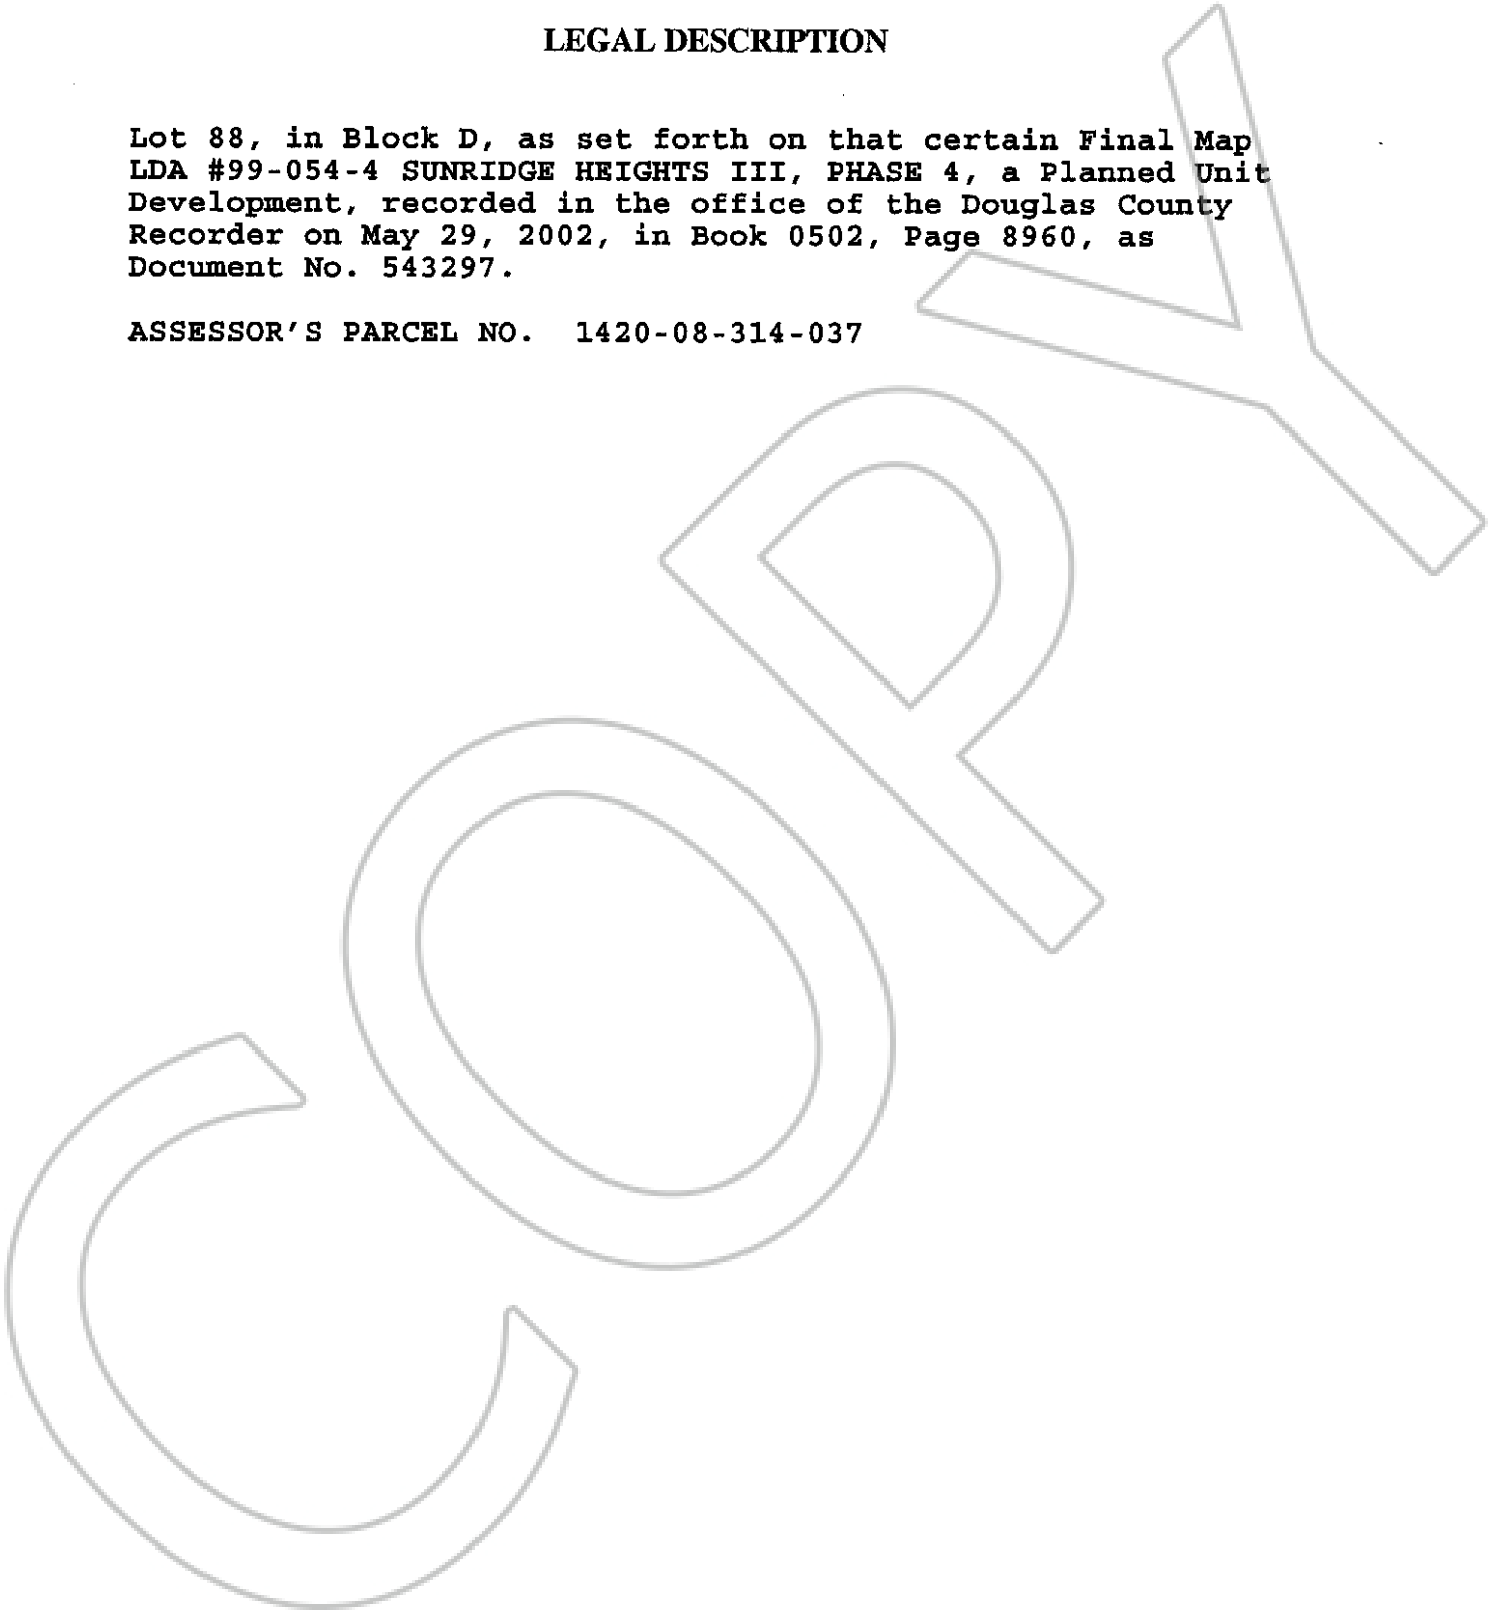 LEGAL DESCRIPTION
Lot 88, in Block D, as set forth on that certain Final Map
LDA #99-054-4 SUNRIDGE HEIGHTS III, PHASE 4, a Planned Unit
Development, recorded in the office of the Douglas County
Recorder on May 29, 2002, in Book 0502, Page 8960, as
Document No. 543297.
ASSESSOR'S PARCEL NO. 1420-08-314-037
COPY